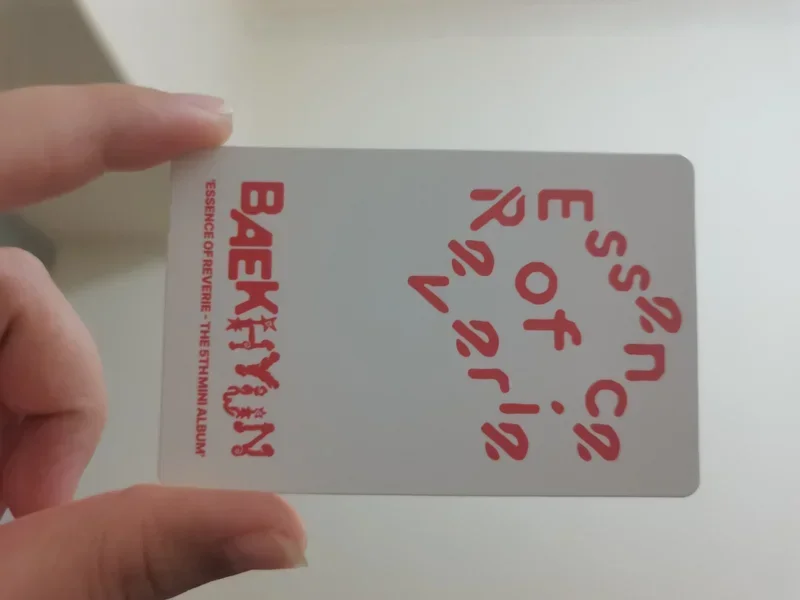 Essence
of
Reverie
BAEKHYUN
'ESSENCE OF REVERIE - THE 5TH MINI ALBUM'